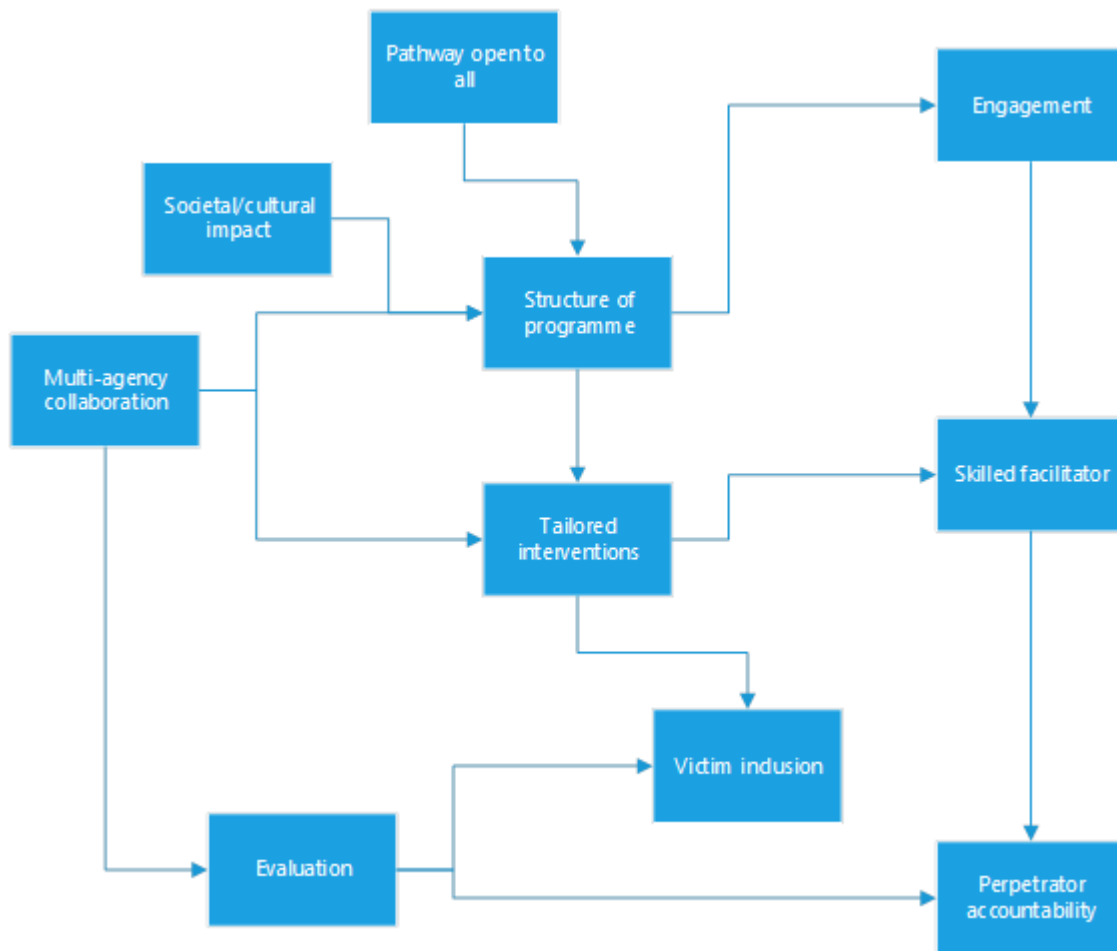 Pathway open to
all
Engagement
Societal/cultural
impact
Structure of
programme
Multi-agency
collaboration
Skilled facilitator
Tailored
interventions
Victim inclusion
Evaluation
Perpetrator
accountability